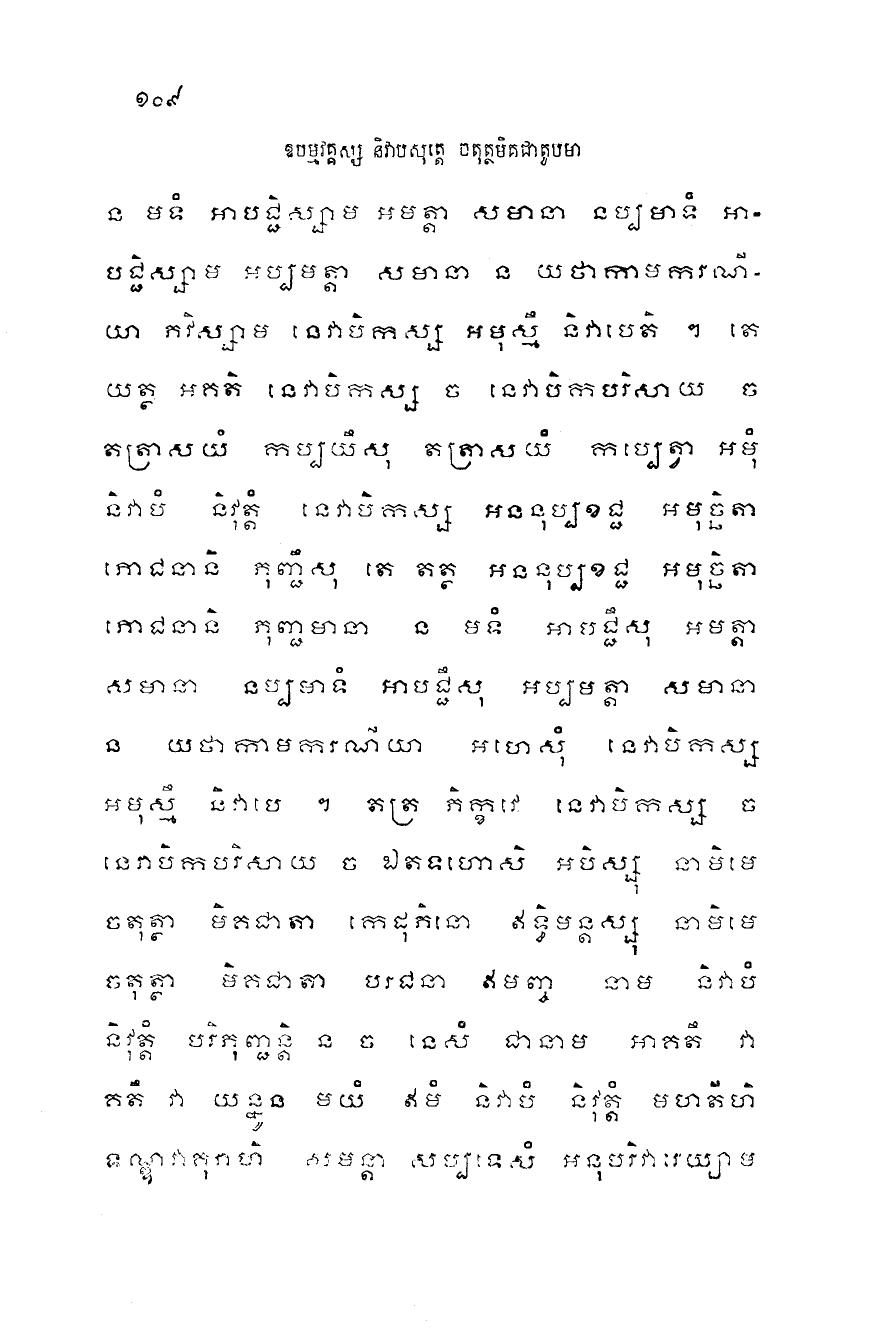 ១០៩
ឧបម្មវគ្គស្ស និវាបសុត្តេ ចតុត្ថមិគជាតូបមា
ន មទំ អាបជ្ជិស្សាម អមត្តា សមានា នប្បមាទំ អា-
បជ្ជិស្សាម អប្បមត្តា សមានា ន យថាកាមករណី-
យា ភវិស្សាម នេវាបិកស្ស អមុស្មឹ និវាបេតិ ។ តេ
យត្ថ អគតិ នេវាបិកស្ស ច នេវាបិកបរិសាយ ច
តត្រាសយំ កប្បយឹសុ តត្រាសយំ កប្បេត្វា អមុំ
និវាបំ និវុត្តំ នេវាបិកស្ស អននុប្បខជ្ជ អមុច្ឆិតា
ភោជនានិ ភុញ្ជឹសុ តេ តត្ថ អននុប្បខជ្ជ អមុច្ឆិតា
ភោជនានិ ភុញ្ជមានា ន មទំ អាបជ្ជឹសុ អមត្តា
សមានា នប្បមាទំ អាបជ្ជឹសុ អប្បមត្តា សមានា
ន យថាកាមករណីយា អហេសុំ នេវាបិកស្ស
អមុស្មឹ និវាបេ ។ តត្រ ភិក្ខវេ នេវាបិកស្ស ច
នេវាបិកបរិសាយ ច ឯតទហោសិ អបិស្សុ នាមិមេ
ចតុត្ថា មិគជាតា កេដុភិនោ ឥទ្ធិមន្តស្សុ នាមិមេ
ចតុត្ថា មិគជាតា បរជនា ឥមញ្ច នាម និវាបំ
និវុត្តំ បរិភុញ្ជន្តិ ន ច នេសំ ជានាម អាគតឹ វា
គតឹ វា យន្នូន មយំ ឥមំ និវាបំ និវុត្តំ មហតីហិ
ទណ្ឌវាគុរាហិ សមន្តា សប្បទេសំ អនុបរិវារេយ្យាម